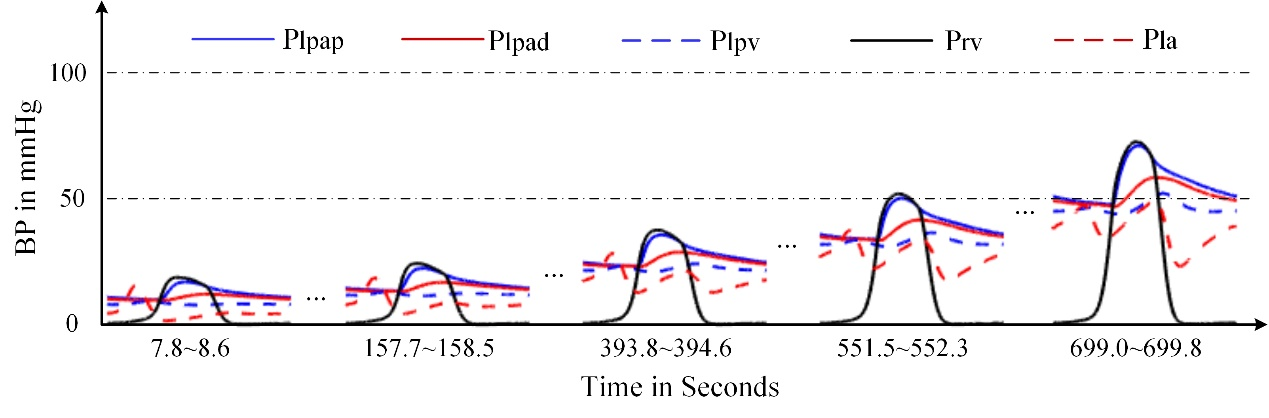 Plpap Plpad Plpv Prv Pla
100
50
0
BP in mmHg
... ... ... ...
7.8~8.6 157.7~158.5 393.8~394.6 551.5~552.3 699.0~699.8
Time in Seconds